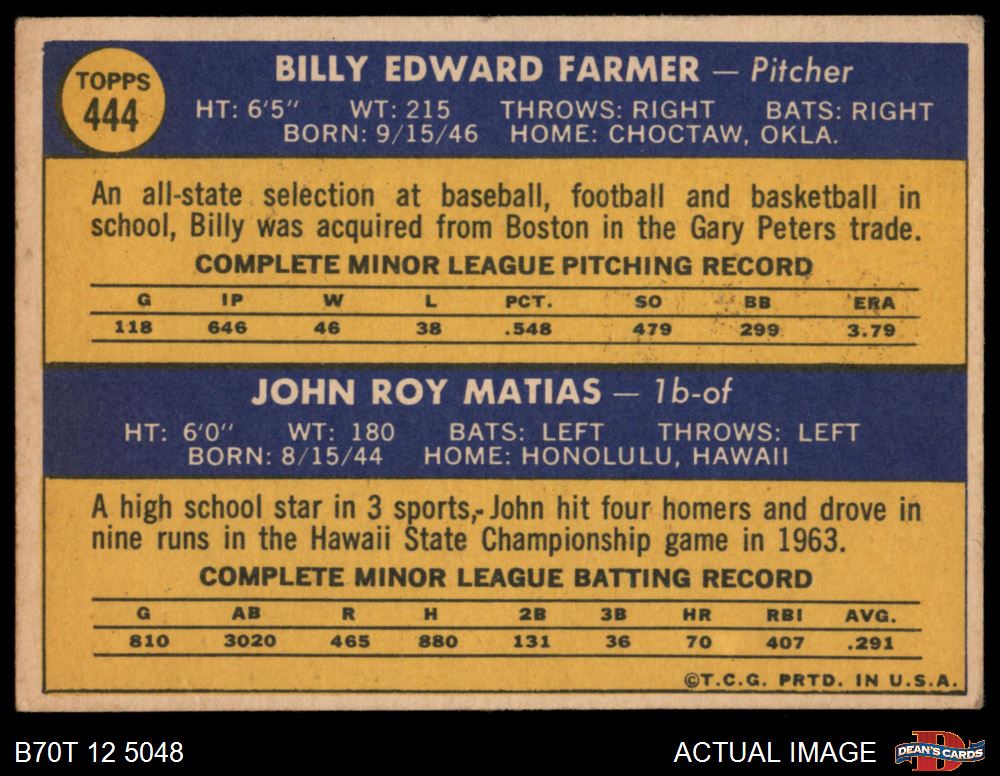 TOPPS
444
BILLY EDWARD FARMER — Pitcher
HT: 6'5" WT: 215 THROWS: RIGHT BATS: RIGHT
BORN: 9/15/46 HOME: CHOCTAW, OKLA.
An all-state selection at baseball, football and basketball in
school, Billy was acquired from Boston in the Gary Peters trade.
COMPLETE MINOR LEAGUE PITCHING RECORD
G IP W L PCT. SO BB ERA
118 646 46 38 .548 479 299 3.79
JOHN ROY MATIAS — 1b-of
HT: 6'0" WT: 180 BATS: LEFT THROWS: LEFT
BORN: 8/15/44 HOME: HONOLULU, HAWAII
A high school star in 3 sports,- John hit four homers and drove in
nine runs in the Hawaii State Championship game in 1963.
COMPLETE MINOR LEAGUE BATTING RECORD
G AB R H 2B 3B HR RBI AVG.
810 3020 465 880 131 36 70 407 .291
©T.C.G. PRTD. IN U.S.A.
B70T 12 5048 ACTUAL IMAGE DEAN'S CARDS